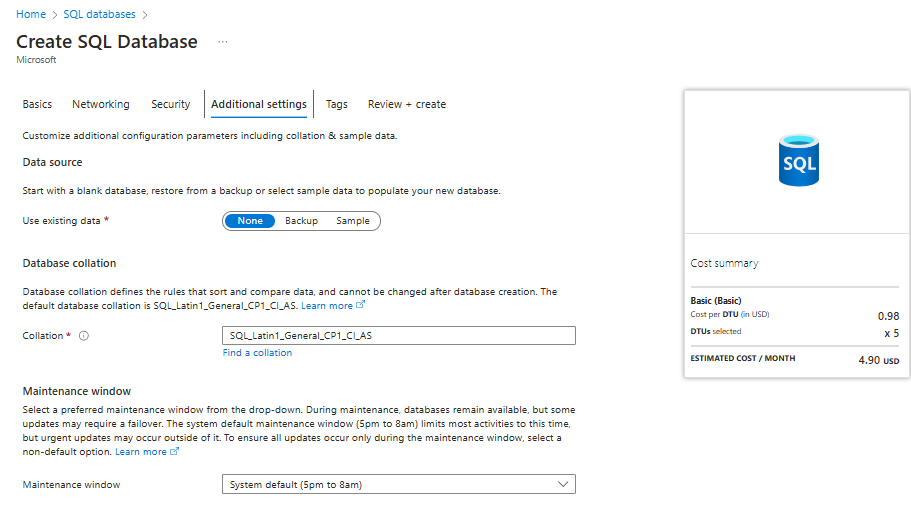 Home > SQL databases >
Create SQL Database ...
Microsoft
Basics Networking Security Additional settings Tags Review + create
Customize additional configuration parameters including collation & sample data.
Data source
Start with a blank database, restore from a backup or select sample data to populate your new database.
Use existing data *
None Backup Sample
Database collation
Database collation defines the rules that sort and compare data, and cannot be changed after database creation. The
default database collation is SQL_Latin1_General_CP1_CI_AS. Learn more
Collation *
SQL_Latin1_General_CP1_CI_AS
Find a collation
Maintenance window
Select a preferred maintenance window from the drop-down. During maintenance, databases remain available, but some
updates may require a failover. The system default maintenance window (5pm to 8am) limits most activities to this time,
but urgent updates may occur outside of it. To ensure all updates occur only during the maintenance window, select a
non-default option. Learn more
Maintenance window
System default (5pm to 8am)
SQL
Cost summary
Basic (Basic)
Cost per DTU (in USD) 0.98
DTUs selected x 5
ESTIMATED COST / MONTH 4.90 USD